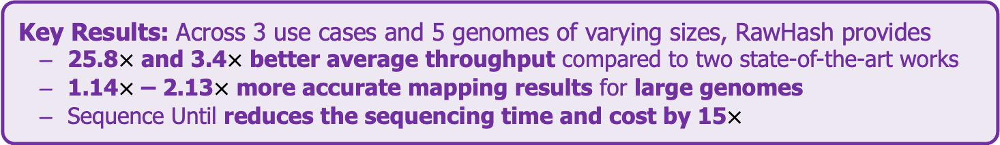 Key Results: Across 3 use cases and 5 genomes of varying sizes, RawHash provides
– 25.8× and 3.4× better average throughput compared to two state-of-the-art works
– 1.14× – 2.13× more accurate mapping results for large genomes
– Sequence Until reduces the sequencing time and cost by 15×